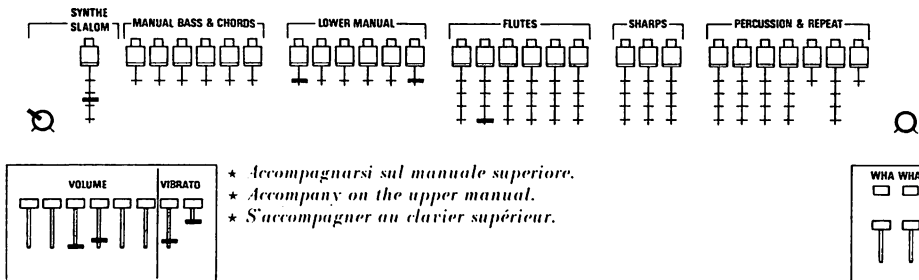 SYNTHE
SLALOM
MANUAL BASS & CHORDS
LOWER MANUAL
FLUTES
SHARPS
PERCUSSION & REPEAT
VOLUME
VIBRATO
★ Accompagnarsi sul manuale superiore.
★ Accompany on the upper manual.
★ S'accompagner au clavier supérieur.
WHA WHA